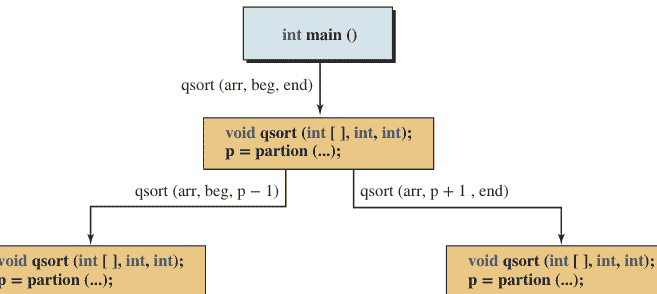 int main ()
qsort (arr, beg, end)
void qsort (int [ ], int, int);
p = partion (...);
qsort (arr, beg, p − 1)
qsort (arr, p + 1 , end)
void qsort (int [ ], int, int);
p = partion (...);
void qsort (int [ ], int, int);
p = partion (...);